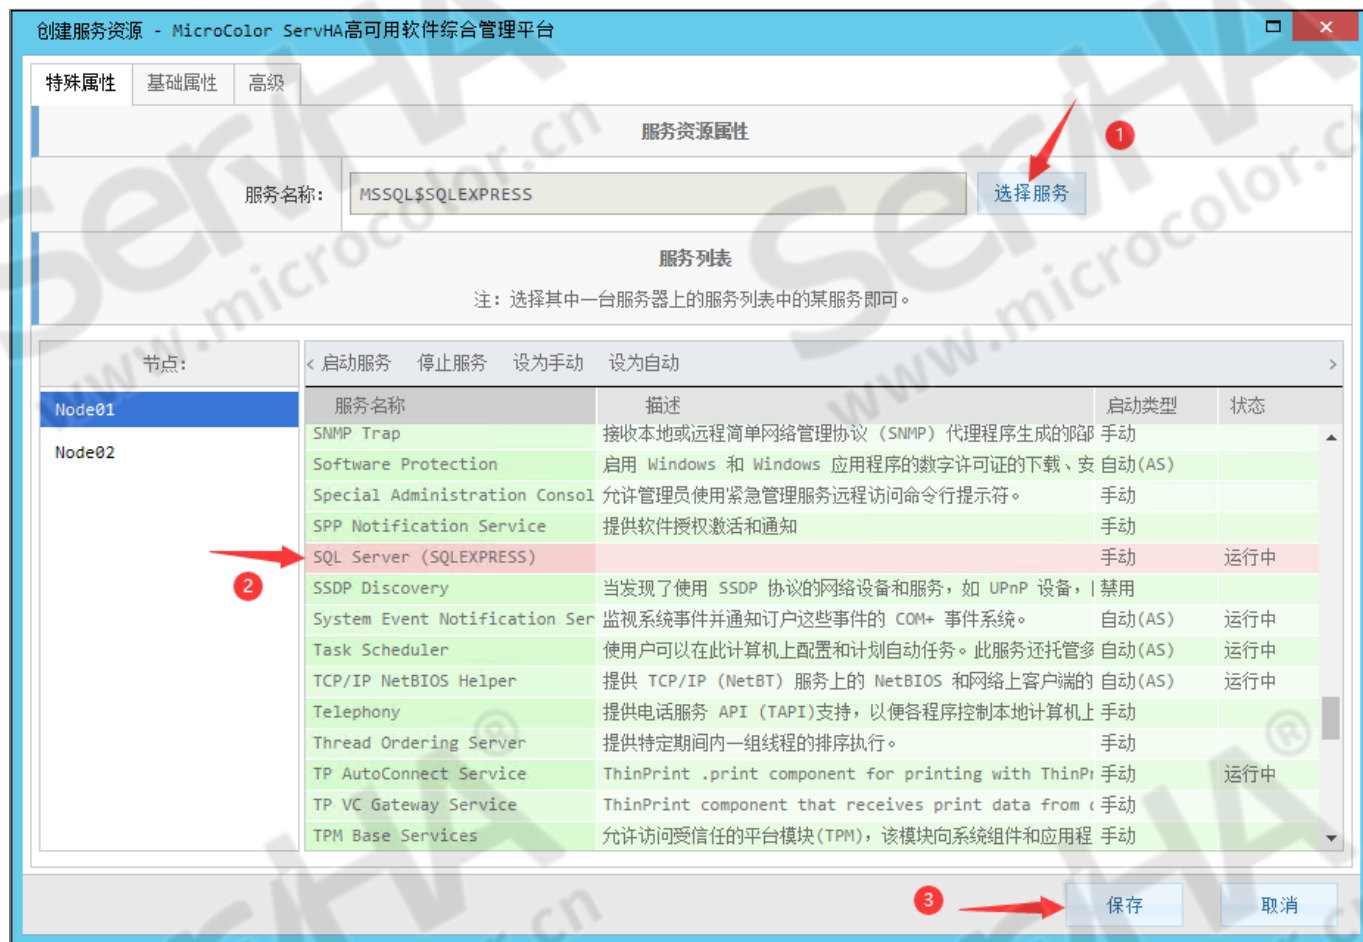 创建服务资源 - MicroColor ServHA高可用软件综合管理平台
特殊属性 基础属性 高级
服务资源属性
1
服务名称: MSSQL$SQLEXPRESS 选择服务
服务列表
注: 选择其中一台服务器上的服务列表中的某服务即可。
节点:
Node01
Node02
启动服务 停止服务 设为手动 设为自动
服务名称 描述 启动类型 状态
SNMP Trap 接收本地或远程简单网络管理协议 (SNMP) 代理程序生成的陷阱 手动
Software Protection 启用 Windows 和 Windows 应用程序的数字许可证的下载、安 自动(AS)
Special Administration Consol 允许管理员使用紧急管理服务远程访问命令行提示符。 手动
SPP Notification Service 提供软件授权激活和通知 手动
SQL Server (SQLEXPRESS) 手动 运行中
2
SSDP Discovery 当发现了使用 SSDP 协议的网络设备和服务，如 UPnP 设备， 禁用
System Event Notification Ser 监视系统事件并通知订户这些事件的 COM+ 事件系统。 自动(AS) 运行中
Task Scheduler 使用户可以在此计算机上配置和计划自动任务。此服务还托管多 自动(AS) 运行中
TCP/IP NetBIOS Helper 提供 TCP/IP (NetBT) 服务上的 NetBIOS 和网络上客户端的 自动(AS) 运行中
Telephony 提供电话服务 API (TAPI)支持，以便各程序控制本地计算机上 手动
Thread Ordering Server 提供特定期间内一组线程的排序执行。 手动
TP AutoConnect Service ThinPrint .print component for printing with ThinPr 手动 运行中
TP VC Gateway Service ThinPrint component that receives print data from 手动
TPM Base Services 允许访问受信任的平台模块(TPM)，该模块向系统组件和应用程 手动
3
保存 取消
ServHA
www.microcolor.cn
ServHA
www.microcolor.cn